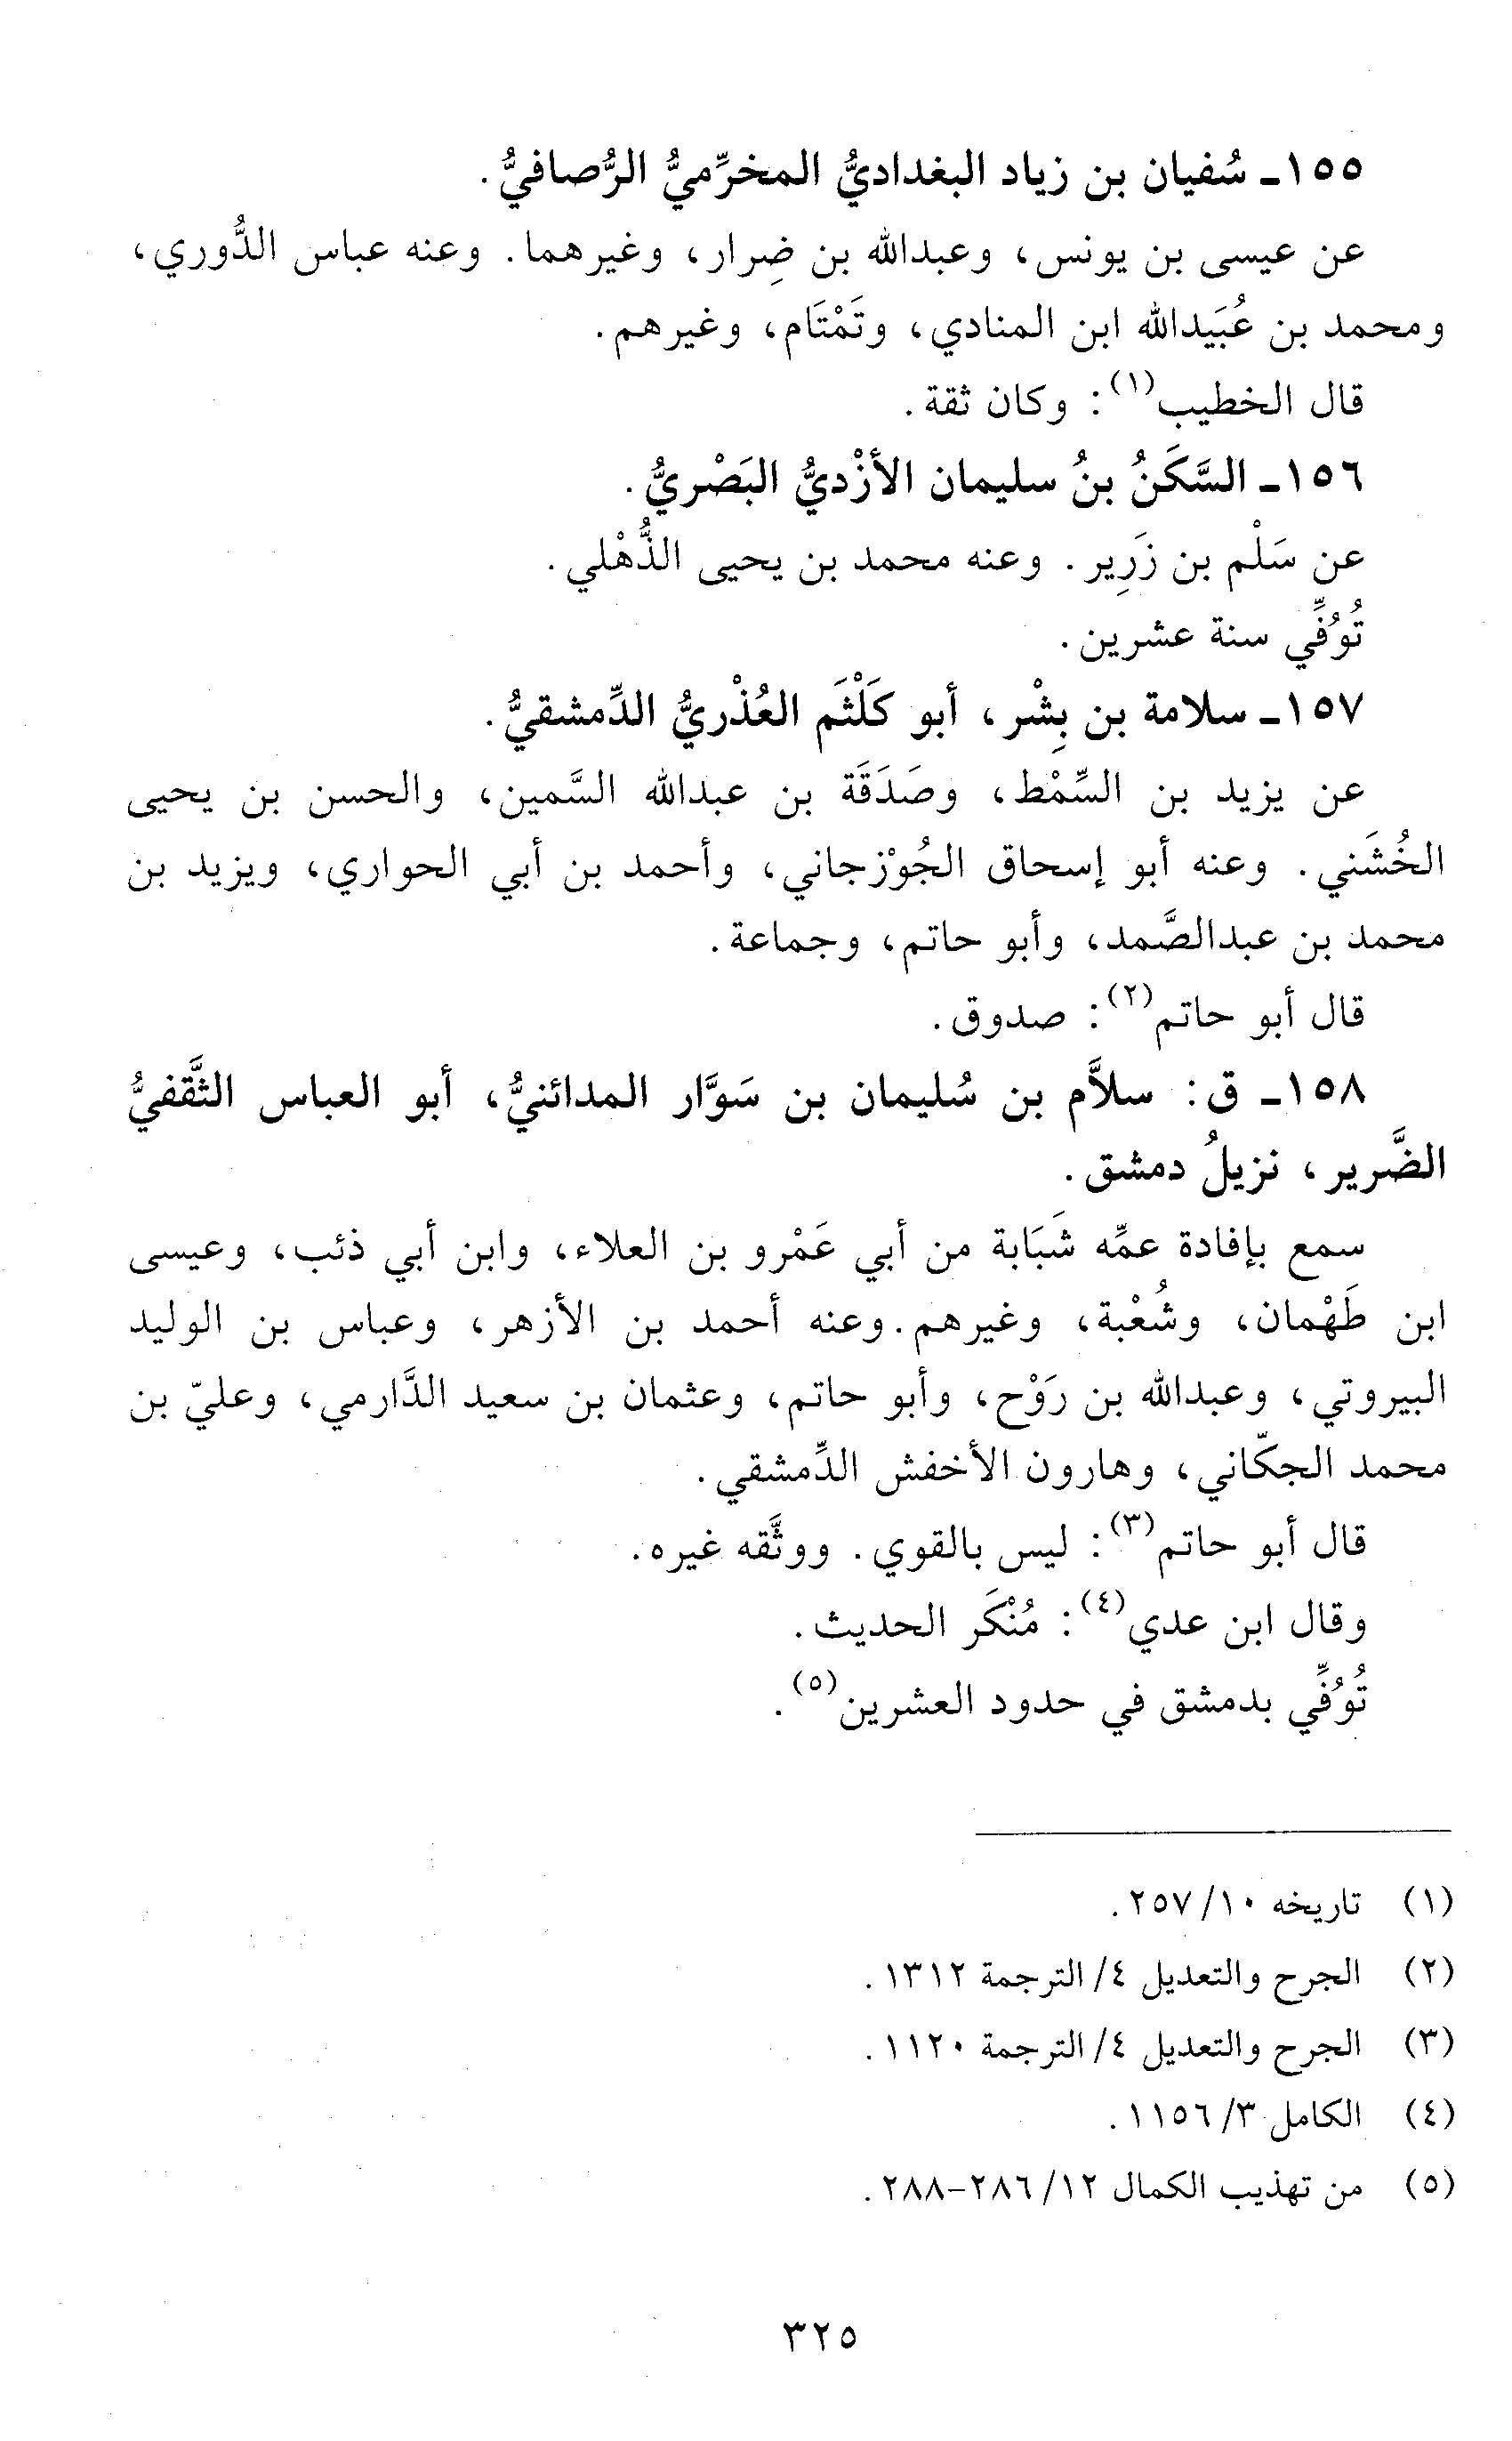 ١٥٥ـ سُفيان بن زياد البغداديُّ المخرِّميُّ الرُّصافيُّ.
عن عيسى بن يونس، وعبدالله بن ضِرار، وغيرهما. وعنه عباس الدُّوري،
ومحمد بن عُبَيدالله ابن المنادي، وتَمْتَام، وغيرهم.
قال الخطيب(١): وكان ثقة.
١٥٦ـ السَّكَنُ بنُ سليمان الأزْديُّ البَصْريُّ.
عن سَلْم بن زَرِير. وعنه محمد بن يحيى الذُّهْلي.
تُوُفِّي سنة عشرين.
١٥٧ـ سلامة بن بِشْر، أبو كَلْثَم العُذْريُّ الدِّمشقيُّ.
عن يزيد بن السِّمْط، وصَدَقَة بن عبدالله السَّمين، والحسن بن يحيى
الخُشَني. وعنه أبو إسحاق الجُوْزجاني، وأحمد بن أبي الحواري، ويزيد بن
محمد بن عبدالصَّمد، وأبو حاتم، وجماعة.
قال أبو حاتم(٢): صدوق.
١٥٨ـ ق: سلاَّم بن سُليمان بن سَوَّار المدائنيُّ، أبو العباس الثَّقفيُّ
الضَّرير، نزيلُ دمشق.
سمع بإفادة عمِّه شَبَابة من أبي عَمْرو بن العلاء، وابن أبي ذئب، وعيسى
ابن طَهْمان، وشُعْبة، وغيرهم. وعنه أحمد بن الأزهر، وعباس بن الوليد
البيروتي، وعبدالله بن رَوْح، وأبو حاتم، وعثمان بن سعيد الدَّارمي، وعليّ بن
محمد الجكّاني، وهارون الأخفش الدِّمشقي.
قال أبو حاتم(٣): ليس بالقوي. ووثَّقه غيره.
وقال ابن عدي(٤): مُنْكَر الحديث.
تُوُفِّي بدمشق في حدود العشرين(٥).
(١) تاريخه ١٠/ ٢٥٧.
(٢) الجرح والتعديل ٤/ الترجمة ١٣١٢.
(٣) الجرح والتعديل ٤/ الترجمة ١١٢٠.
(٤) الكامل ٣/ ١١٥٦.
(٥) من تهذيب الكمال ١٢/ ٢٨٦-٢٨٨.
٣٢٥